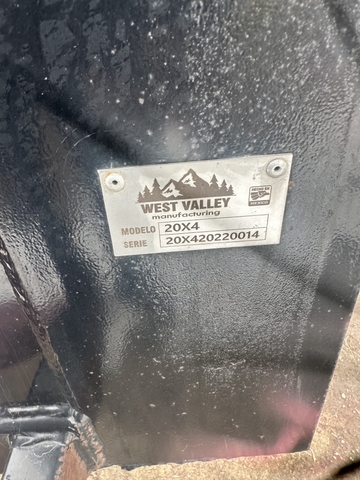 WEST VALLEY
manufacturing
MODELO 20X4
SERIE 20X420220014